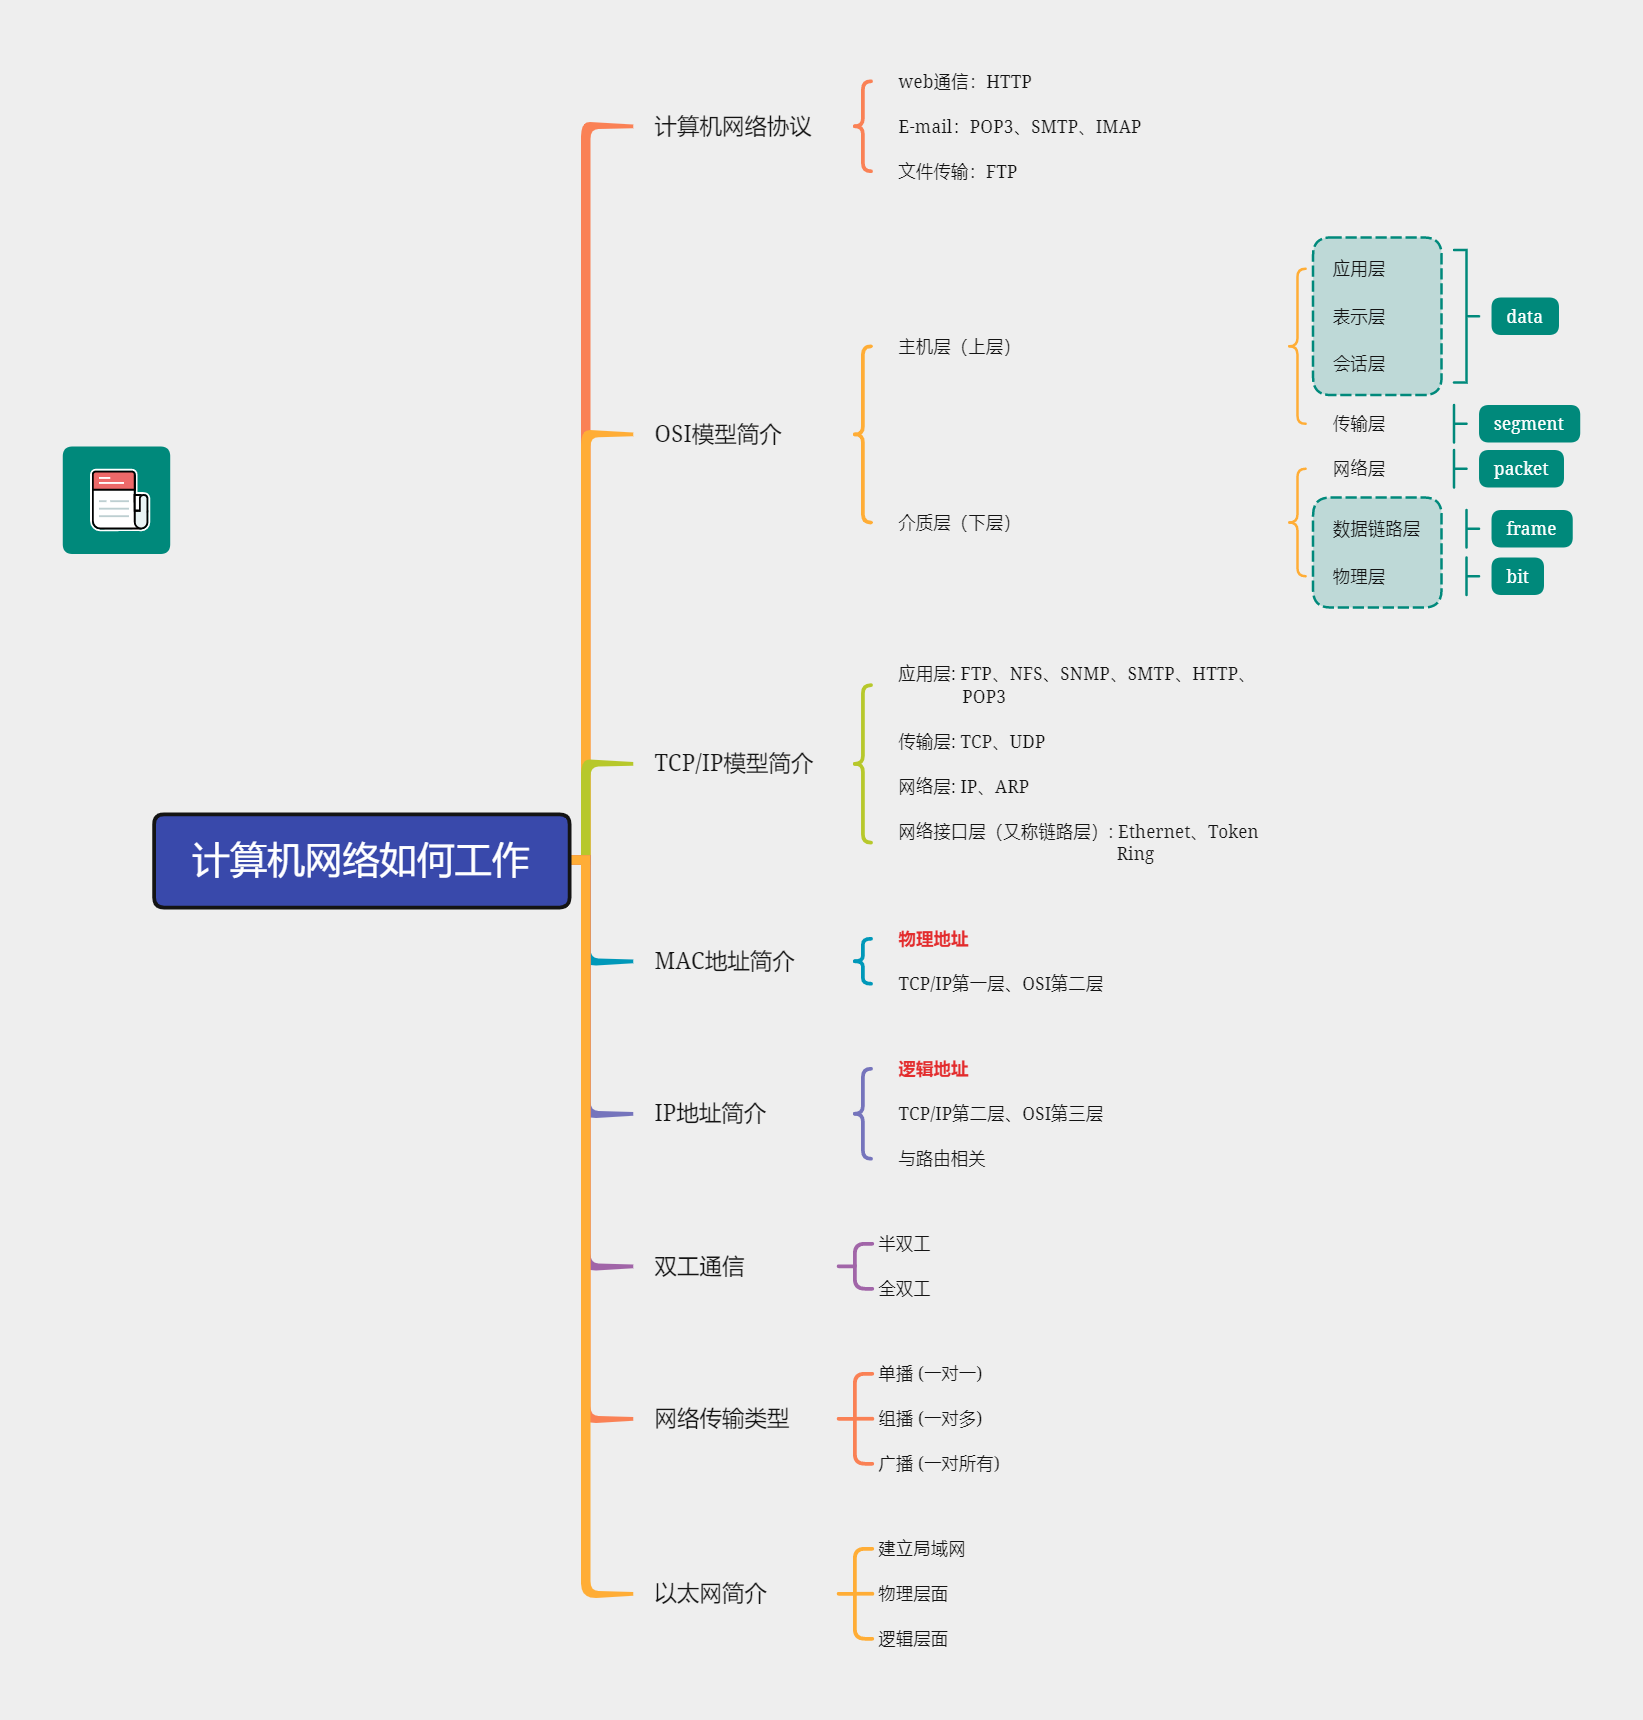 计算机网络如何工作
计算机网络协议
web通信：HTTP
E-mail：POP3、SMTP、IMAP
文件传输：FTP
OSI模型简介
主机层（上层）
应用层
表示层
会话层
data
传输层
segment
介质层（下层）
网络层
packet
数据链路层
frame
物理层
bit
TCP/IP模型简介
应用层: FTP、NFS、SNMP、SMTP、HTTP、
POP3
传输层: TCP、UDP
网络层: IP、ARP
网络接口层（又称链路层）: Ethernet、Token
Ring
MAC地址简介
物理地址
TCP/IP第一层、OSI第二层
IP地址简介
逻辑地址
TCP/IP第二层、OSI第三层
与路由相关
双工通信
半双工
全双工
网络传输类型
单播 (一对一)
组播 (一对多)
广播 (一对所有)
以太网简介
建立局域网
物理层面
逻辑层面